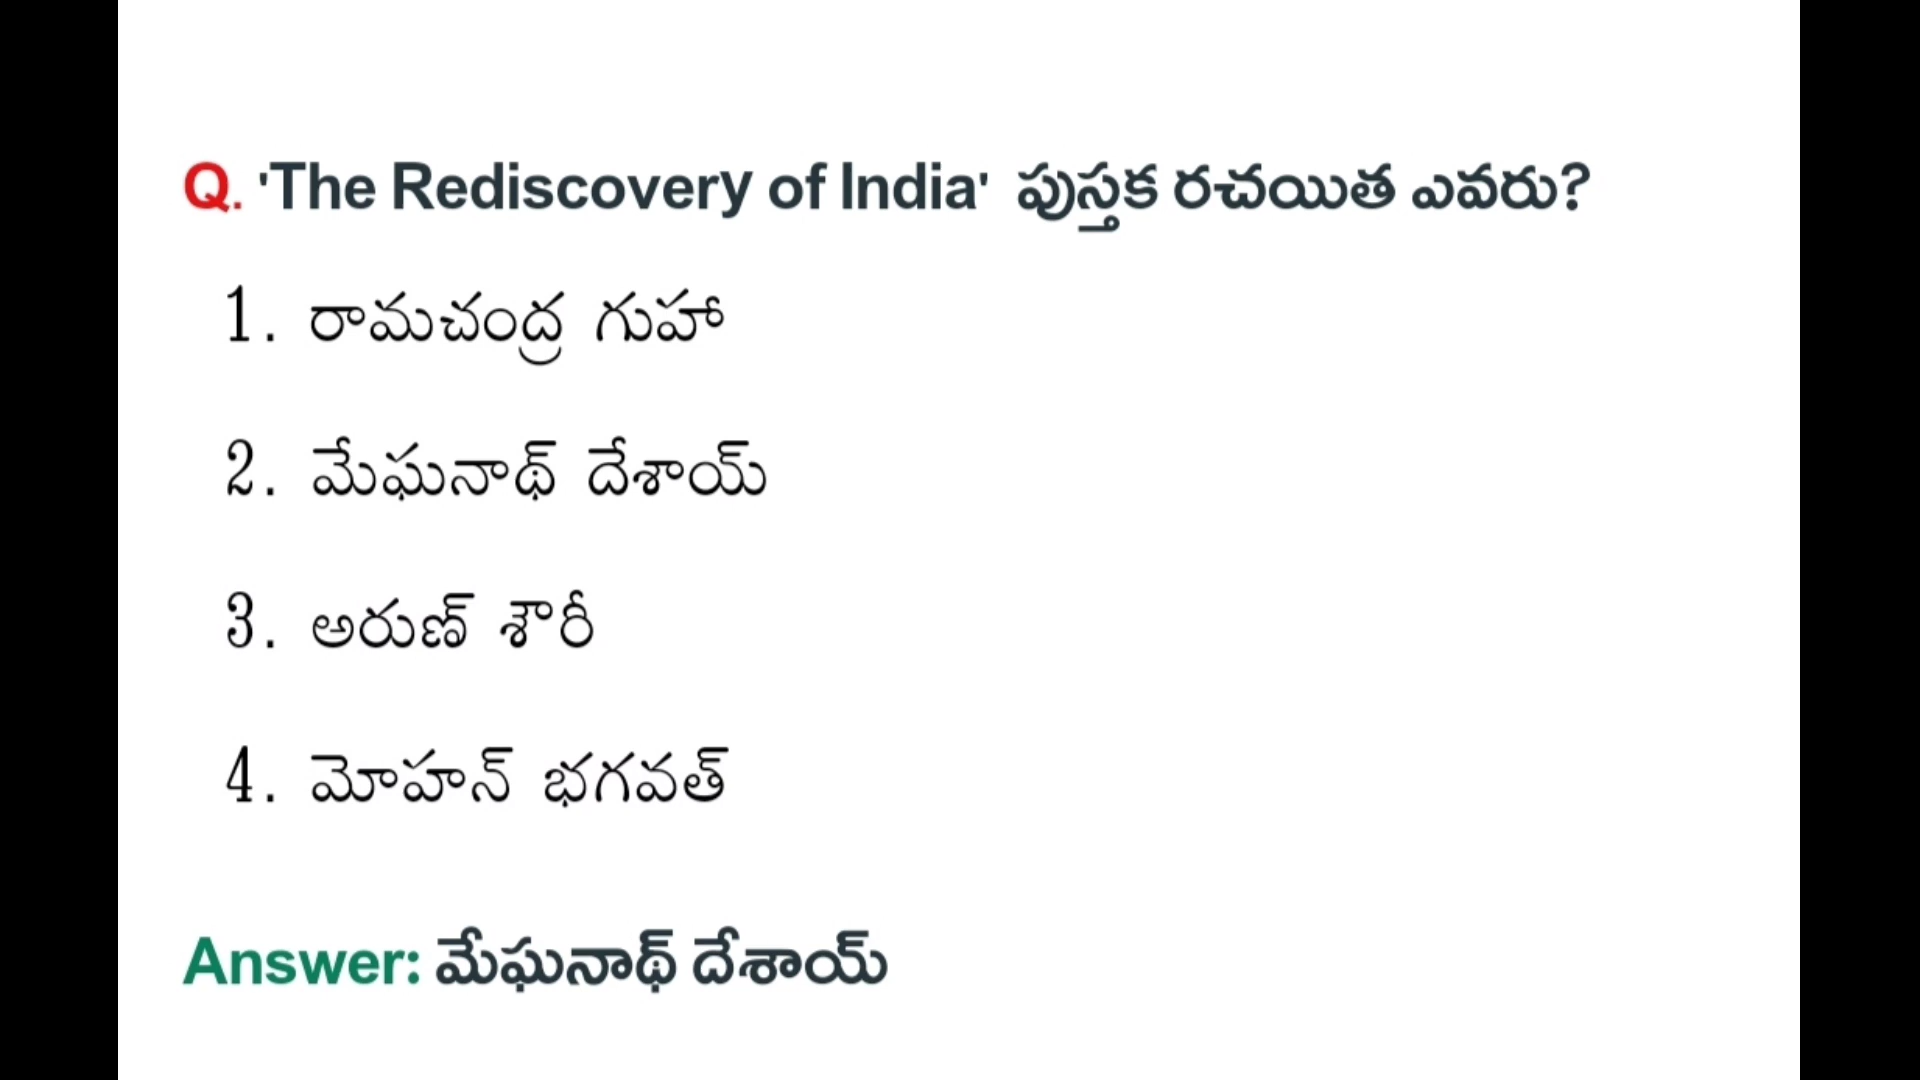 Q. 'The Rediscovery of India' పుస్తక రచయిత ఎవరు?
1. రామచంద్ర గుహా
2. మేఘనాథ్ దేశాయ్
3. అరుణ్ శౌరీ
4. మోహన్ భగవత్
Answer: మేఘనాథ్ దేశాయ్